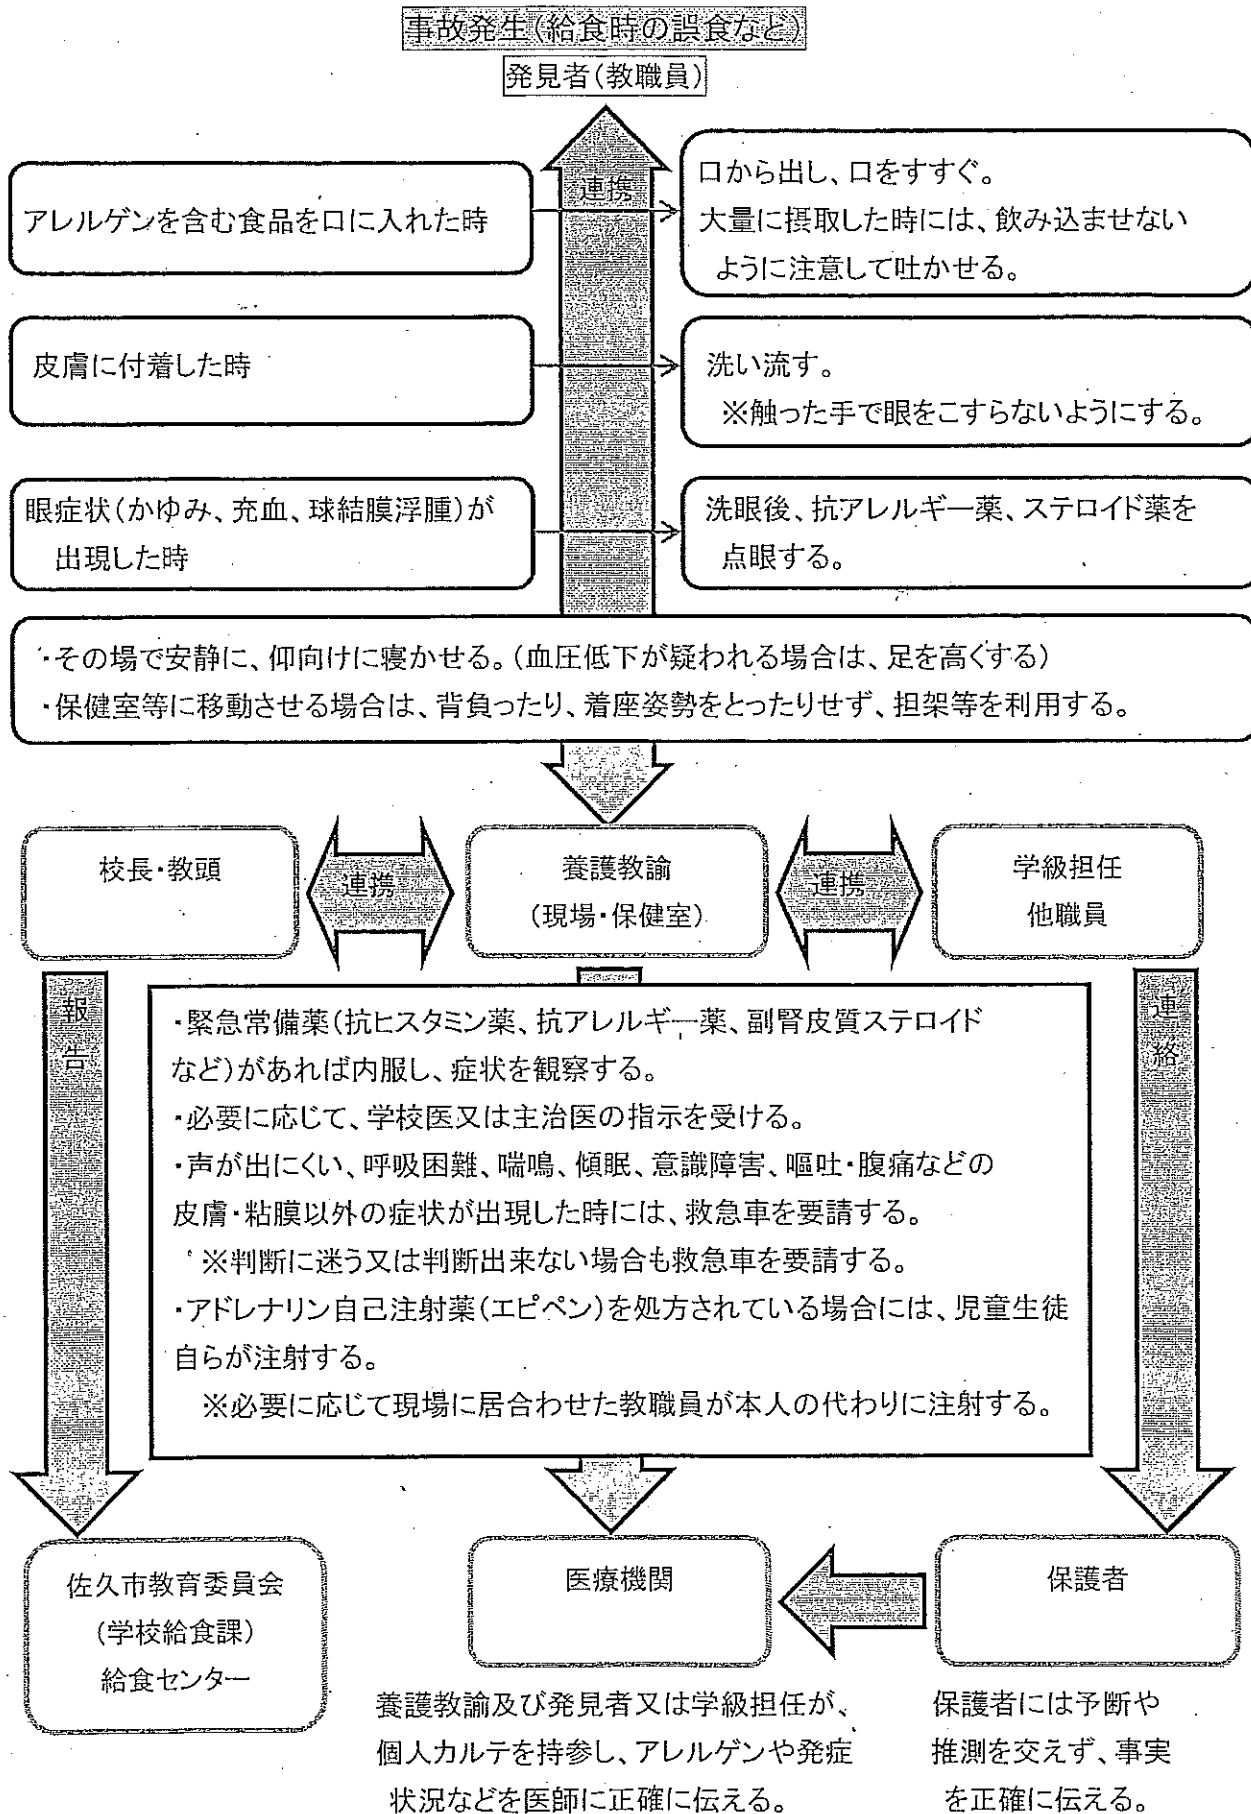 事故発生(給食時の誤食など)
発見者(教職員)
連携
アレルゲンを含む食品を口に入れた時
口から出し、口をすすぐ。
大量に摂取した時には、飲み込ませない
ように注意して吐かせる。
皮膚に付着した時
洗い流す。
※触った手で眼をこすらないようにする。
眼症状(かゆみ、充血、球結膜浮腫)が
出現した時
洗眼後、抗アレルギー薬、ステロイド薬を
点眼する。
・その場で安静に、仰向けに寝かせる。(血圧低下が疑われる場合は、足を高くする)
・保健室等に移動させる場合は、背負ったり、着座姿勢をとったりせず、担架等を利用する。
校長・教頭
連携
養護教諭
(現場・保健室)
連携
学級担任
他職員
報告
・緊急常備薬(抗ヒスタミン薬、抗アレルギー薬、副腎皮質ステロイド
など)があれば内服し、症状を観察する。
・必要に応じて、学校医又は主治医の指示を受ける。
・声が出にくい、呼吸困難、喘鳴、傾眠、意識障害、嘔吐・腹痛などの
皮膚・粘膜以外の症状が出現した時には、救急車を要請する。
※判断に迷う又は判断出来ない場合も救急車を要請する。
・アドレナリン自己注射薬(エピペン)を処方されている場合には、児童生徒
自らが注射する。
※必要に応じて現場に居合わせた教職員が本人の代わりに注射する。
連絡
佐久市教育委員会
(学校給食課)
給食センター
医療機関
保護者
養護教諭及び発見者又は学級担任が、
個人カルテを持参し、アレルゲンや発症
状況などを医師に正確に伝える。
保護者には予断や
推測を交えず、事実
を正確に伝える。